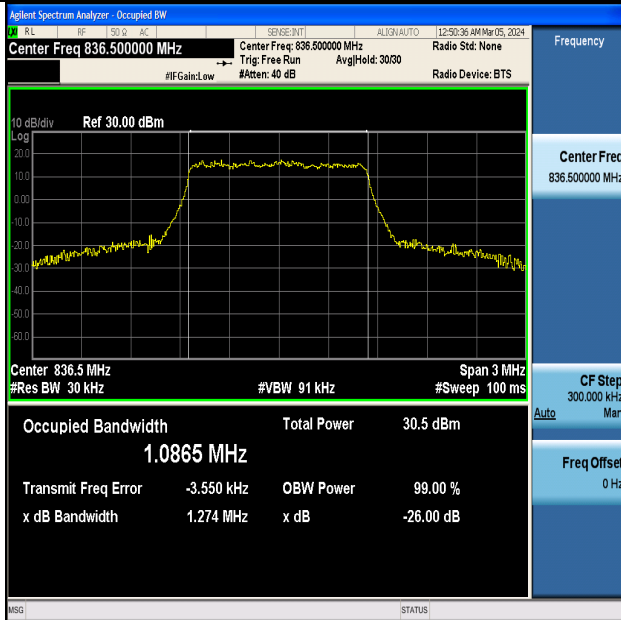 Agilent Spectrum Analyzer - Occupied BW
LXI RL RF 50 Ω AC SENSE:INT ALIGN AUTO 12:50:36 AM Mar 05, 2024
Center Freq 836.500000 MHz
Center Freq: 836.500000 MHz
Radio Std: None
Trig: Free Run Avg|Hold: 30/30
#IFGain:Low #Atten: 40 dB Radio Device: BTS
10 dB/div Ref 30.00 dBm
Log
20.0
10.0
0.00
-10.0
-20.0
-30.0
-40.0
-50.0
-60.0
Center 836.5 MHz Span 3 MHz
#Res BW 30 kHz #VBW 91 kHz #Sweep 100 ms
Occupied Bandwidth Total Power 30.5 dBm
1.0865 MHz
Transmit Freq Error -3.550 kHz OBW Power 99.00 %
x dB Bandwidth 1.274 MHz x dB -26.00 dB
MSG STATUS
Frequency
Center Freq
836.500000 MHz
CF Step
300.000 kHz
Auto Man
Freq Offset
0 Hz